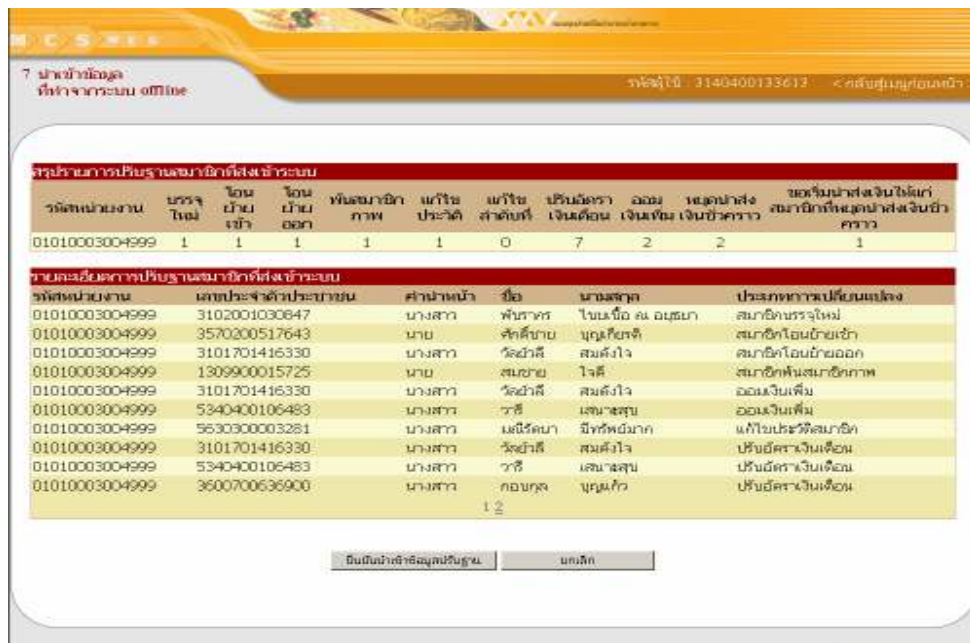 M C S WEB
7 นำเข้าข้อมูล
ที่ทำจากระบบ offline
รหัสผู้ใช้ : 3140400133613 < กลับสู่เมนูก่อนหน้า
สรุปรายการปรับฐานสมาชิกที่ส่งเข้าระบบ
รหัสหน่วยงาน บรรจุใหม่ โอนย้ายเข้า โอนย้ายออก พ้นสมาชิกภาพ แก้ไขประวัติ แก้ไขลำดับที่ ปรับอัตราเงินเดือน ออมเงินเพิ่ม หยุดนำส่งเงินชั่วคราว ขอเริ่มนำส่งเงินให้แก่สมาชิกที่หยุดนำส่งเงินชั่วคราว
01010003004999 1 1 1 1 1 0 7 2 2 1
รายละเอียดการปรับฐานสมาชิกที่ส่งเข้าระบบ
รหัสหน่วยงาน เลขประจำตัวประชาชน คำนำหน้า ชื่อ นามสกุล ประเภทการเปลี่ยนแปลง
01010003004999 3102001030847 นางสาว พันราคร ณ อยุธยา สมาชิกบรรจุใหม่
01010003004999 3570200517643 นาย ศักดิ์ชาย บุญเกียรติ สมาชิกโอนย้ายเข้า
01010003004999 3101701416330 นางสาว วัลย์วลี สมดังใจ สมาชิกโอนย้ายออก
01010003004999 1309900015725 นาย สมชาย ใจดี สมาชิกพ้นสมาชิกภาพ
01010003004999 3101701416330 นางสาว วัลย์วลี สมดังใจ ออมเงินเพิ่ม
01010003004999 5340400106483 นางสาว วารี เสนาะสุข ออมเงินเพิ่ม
01010003004999 5630300003281 นางสาว มณีรัตนา มีทรัพย์มาก แก้ไขประวัติสมาชิก
01010003004999 3101701416330 นางสาว วัลย์วลี สมดังใจ ปรับอัตราเงินเดือน
01010003004999 5340400106483 นางสาว วารี เสนาะสุข ปรับอัตราเงินเดือน
01010003004999 3600700636900 นางสาว กอบกุล บุญแก้ว ปรับอัตราเงินเดือน
1 2
ยืนยันนำเข้าข้อมูลปรับฐาน ยกเลิก